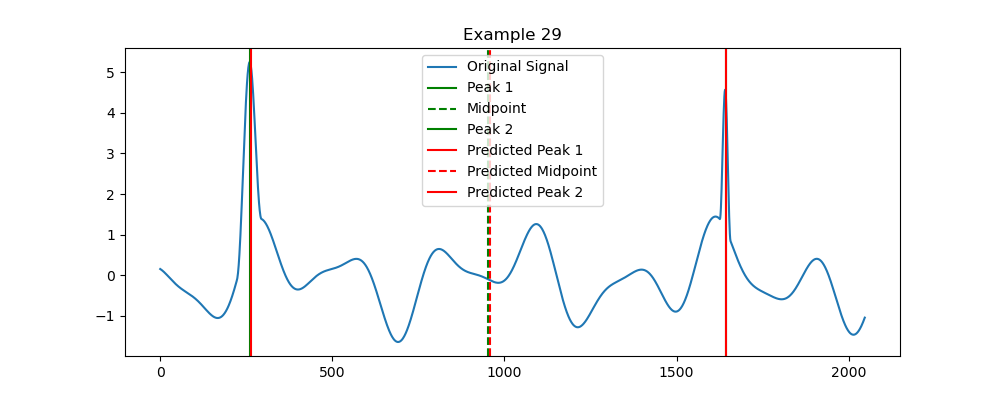 Example 29
Original Signal
Peak 1
Midpoint
Peak 2
Predicted Peak 1
Predicted Midpoint
Predicted Peak 2
5
4
3
2
1
0
−1
0 500 1000 1500 2000